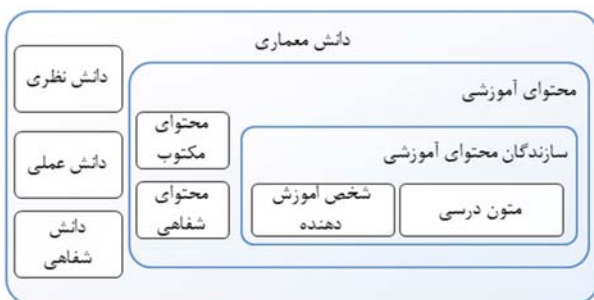 دانش معماری
دانش نظری
دانش عملی
دانش
شفاهی
محتوای آموزشی
محتوای
مکتوب
محتوای
شفاهی
سازندگان محتوای آموزشی
شخص آموزش
دهنده
متون درسی